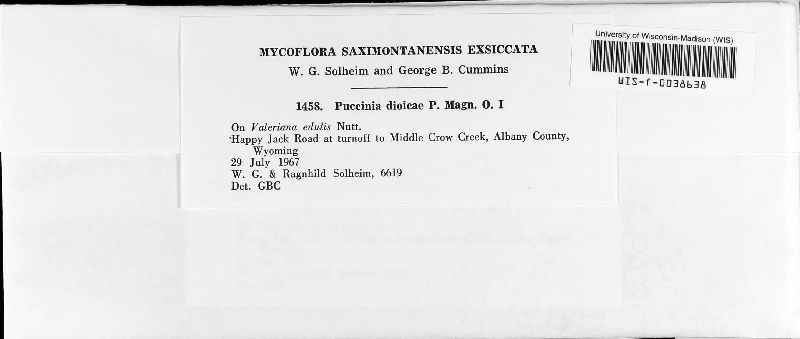 MYCOFLORA SAXIMONTANENSIS EXSICCATA
W. G. Solheim and George B. Cummins
1458. Puccinia dioicae P. Magn. O. I
On Valeriana edulis Nutt.
Happy Jack Road at turnoff to Middle Crow Creek, Albany County,
Wyoming
29 July 1967
W. G. & Ragnhild Solheim, 6619
Det. GBC
University of Wisconsin-Madison (WIS)
WIS-f-0038638